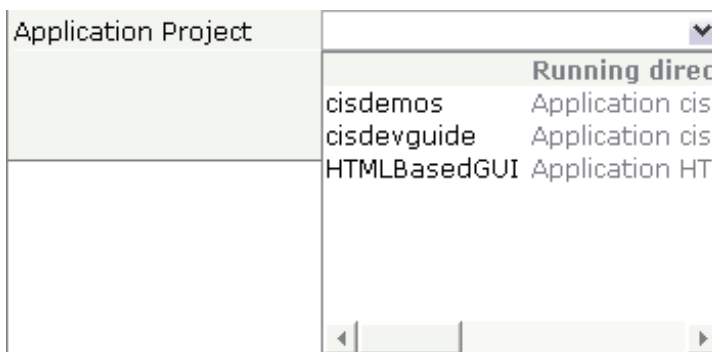 Application Project
Running direc
cisdemos Application cis
cisdevguide Application cis
HTMLBasedGUI Application HT